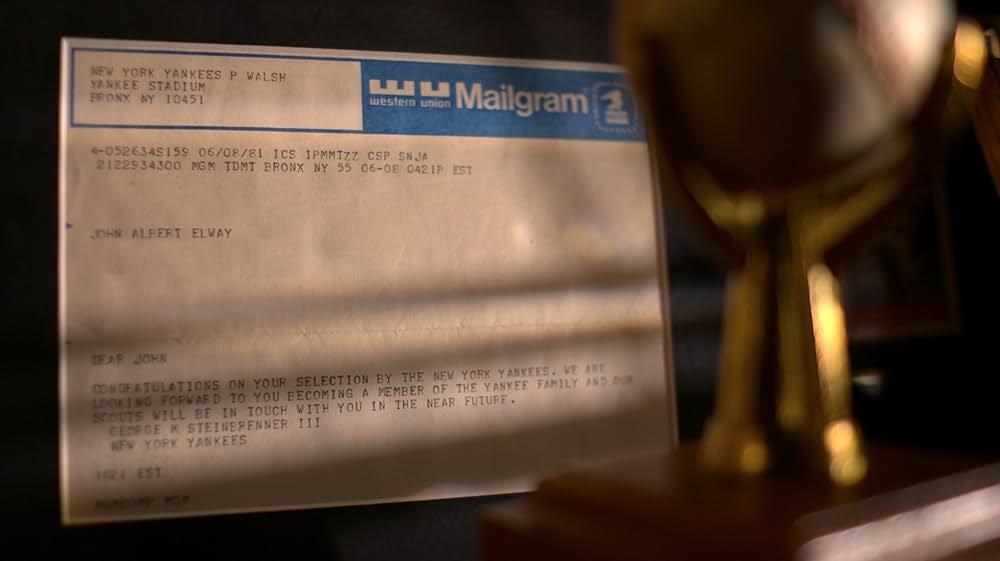 NEW YORK YANKEES P WALSH
YANKEE STADIUM
BRONX NY 10451
western union Mailgram
4-052634S159 06/08/81 ICS IPMMTZZ CSP SNJA
2122934300 MGM TDMT BRONX NY 55 06-08 0421P EST
JOHN ALBERT ELWAY
DEAR JOHN
CONGRATULATIONS ON YOUR SELECTION BY THE NEW YORK YANKEES. WE ARE
LOOKING FORWARD TO YOU BECOMING A MEMBER OF THE YANKEE FAMILY AND OUR
SCOUTS WILL BE IN TOUCH WITH YOU IN THE NEAR FUTURE.
GEORGE M STEINBRENNER III
NEW YORK YANKEES
1621 EST
MGMCOMP MGM